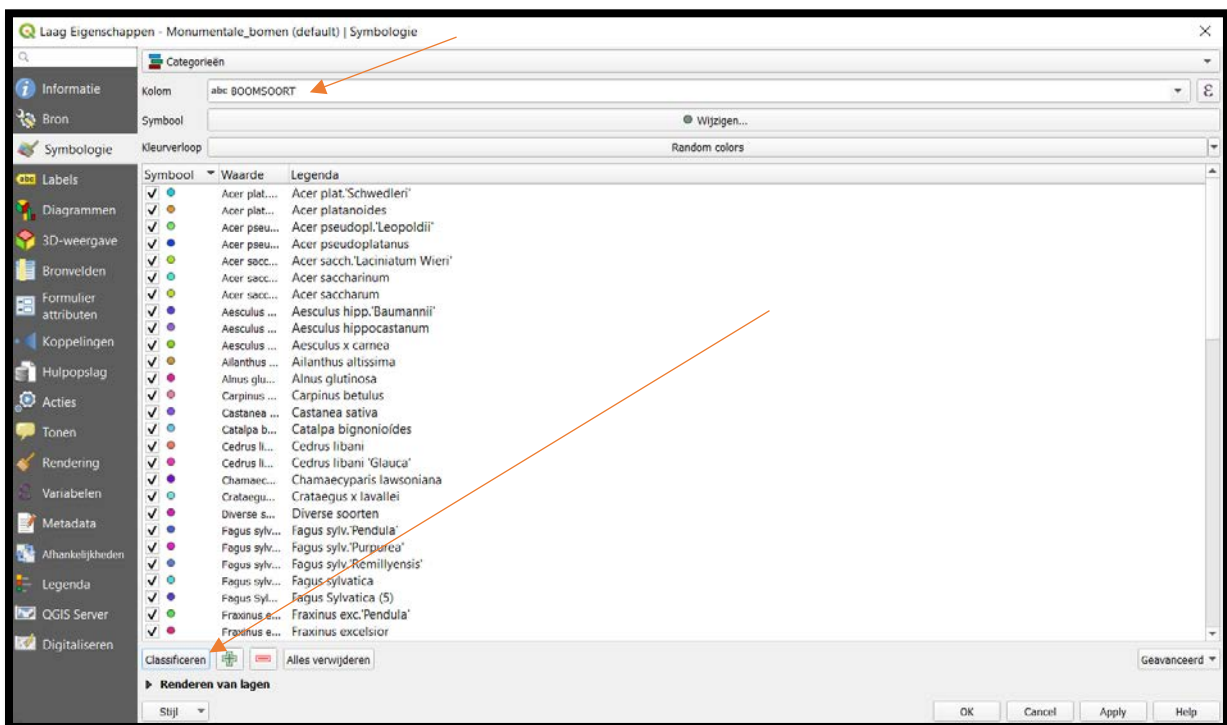 Laag Eigenschappen - Monumentale_bomen (default) | Symbologie
Categorieën
Informatie
Bron
Symbologie
Labels
Diagrammen
3D-weergave
Bronvelden
Formulier
attributen
Koppelingen
Hulpopslag
Acties
Tonen
Rendering
Variabelen
Metadata
Afhankelijkheden
Legenda
QGIS Server
Digitaliseren
Kolom abc BOOMSOORT ε
Symbool Wijzigen...
Kleurverloop Random colors
Symbool Waarde Legenda
Acer plat.... Acer plat.'Schwedleri'
Acer plat... Acer platanoides
Acer pseu... Acer pseudopl.'Leopoldii'
Acer pseu... Acer pseudoplatanus
Acer sacc... Acer sacch.'Laciniatum Wieri'
Acer sacc... Acer saccharinum
Acer sacc... Acer saccharum
Aesculus ... Aesculus hipp.'Baumannii'
Aesculus ... Aesculus hippocastanum
Aesculus ... Aesculus x carnea
Ailanthus ... Ailanthus altissima
Alnus glu... Alnus glutinosa
Carpinus ... Carpinus betulus
Castanea ... Castanea sativa
Catalpa b... Catalpa bignonioídes
Cedrus li... Cedrus libani
Cedrus li... Cedrus libani 'Glauca'
Chamaec... Chamaecyparis lawsoniana
Crataegu... Crataegus x lavallei
Diverse s... Diverse soorten
Fagus sylv... Fagus sylv.'Pendula'
Fagus sylv... Fagus sylv.'Purpurea'
Fagus sylv... Fagus sylv.'Remillyensis'
Fagus sylv... Fagus sylvatica
Fagus Syl... Fagus Sylvatica (5)
Fraxinus e... Fraxinus exc.'Pendula'
Fraxinus e... Fraxinus excelsior
Classificeren Alles verwijderen Geavanceerd
Renderen van lagen
Stijl OK Cancel Apply Help